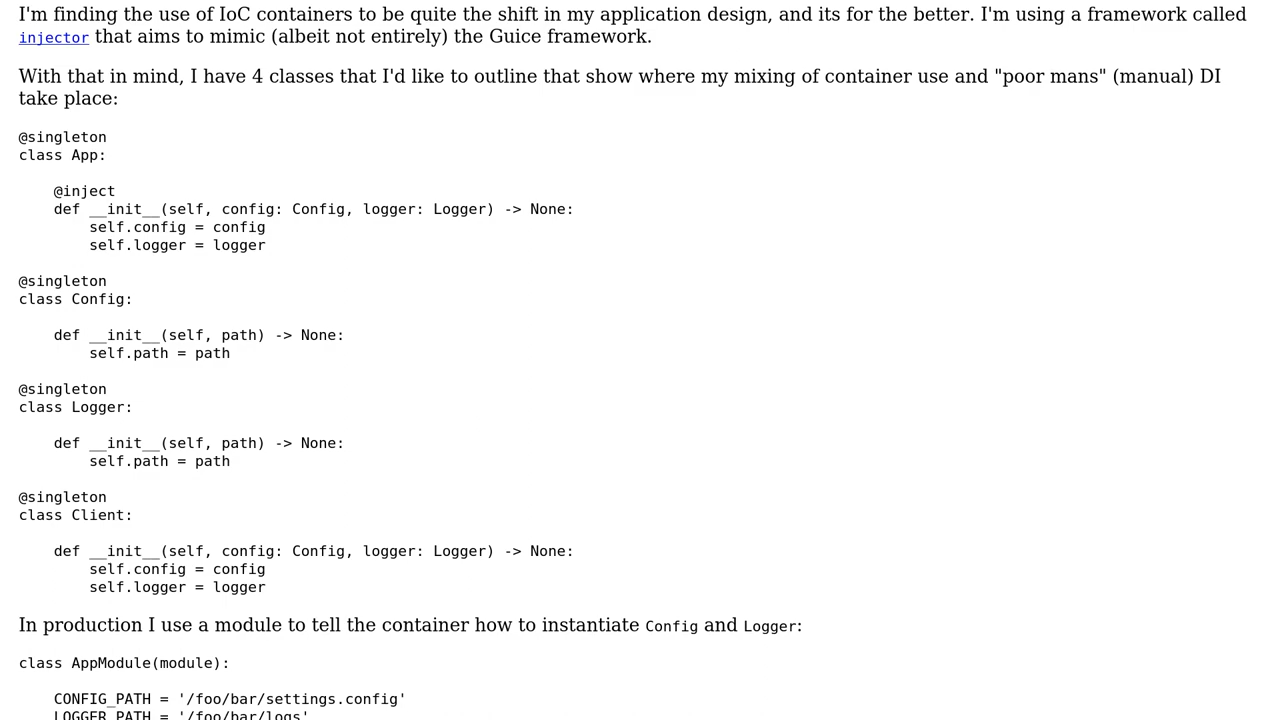 I'm finding the use of IoC containers to be quite the shift in my application design, and its for the better. I'm using a framework called
injector that aims to mimic (albeit not entirely) the Guice framework.
With that in mind, I have 4 classes that I'd like to outline that show where my mixing of container use and "poor mans" (manual) DI
take place:
@singleton
class App:
    @inject
    def __init__(self, config: Config, logger: Logger) -> None:
        self.config = config
        self.logger = logger
@singleton
class Config:
    def __init__(self, path) -> None:
        self.path = path
@singleton
class Logger:
    def __init__(self, path) -> None:
        self.path = path
@singleton
class Client:
    def __init__(self, config: Config, logger: Logger) -> None:
        self.config = config
        self.logger = logger
In production I use a module to tell the container how to instantiate Config and Logger:
class AppModule(module):
    CONFIG_PATH = '/foo/bar/settings.config'
    LOGGER_PATH = '/foo/bar/logs'